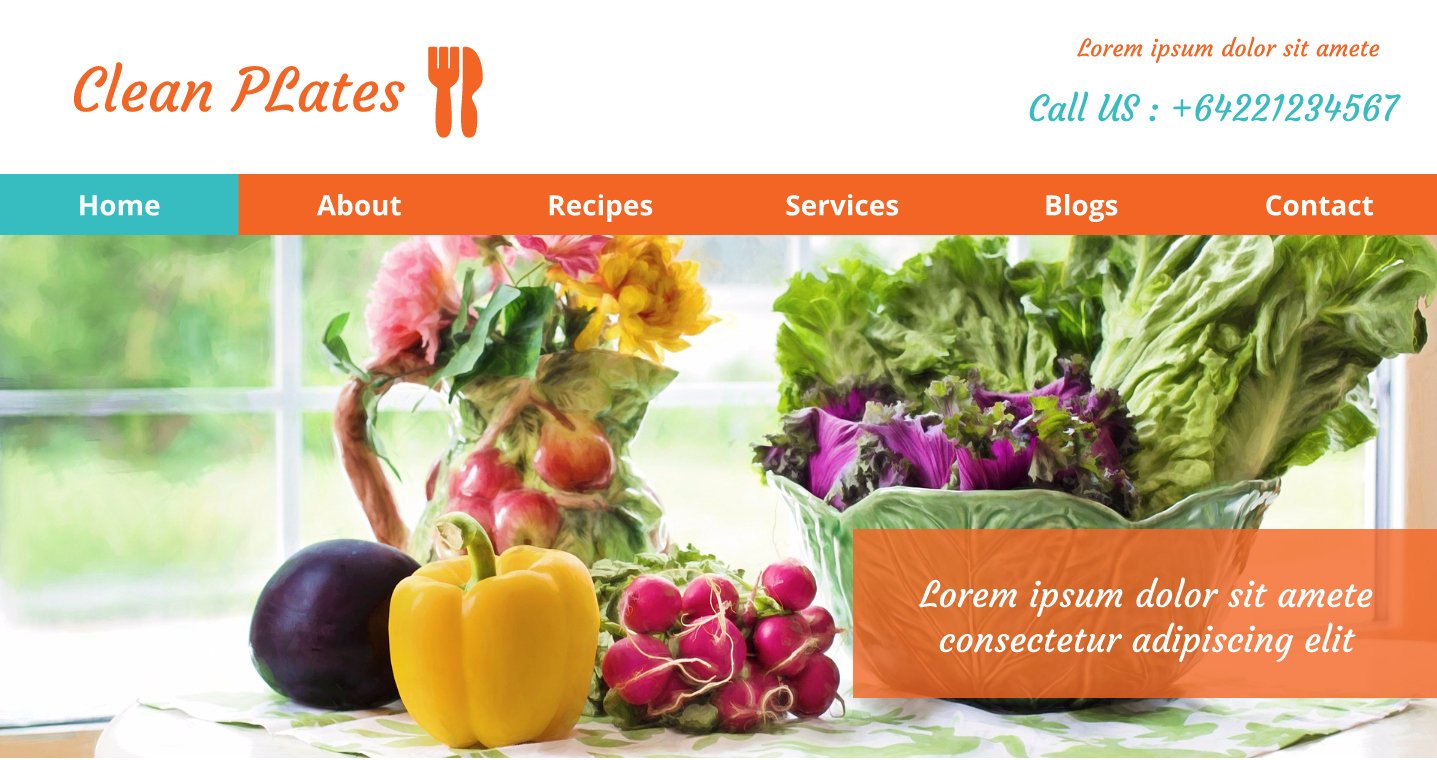 Clean PLates
Lorem ipsum dolor sit amete
Call US : +64221234567
Home About Recipes Services Blogs Contact
Lorem ipsum dolor sit amete
consectetur adipiscing elit